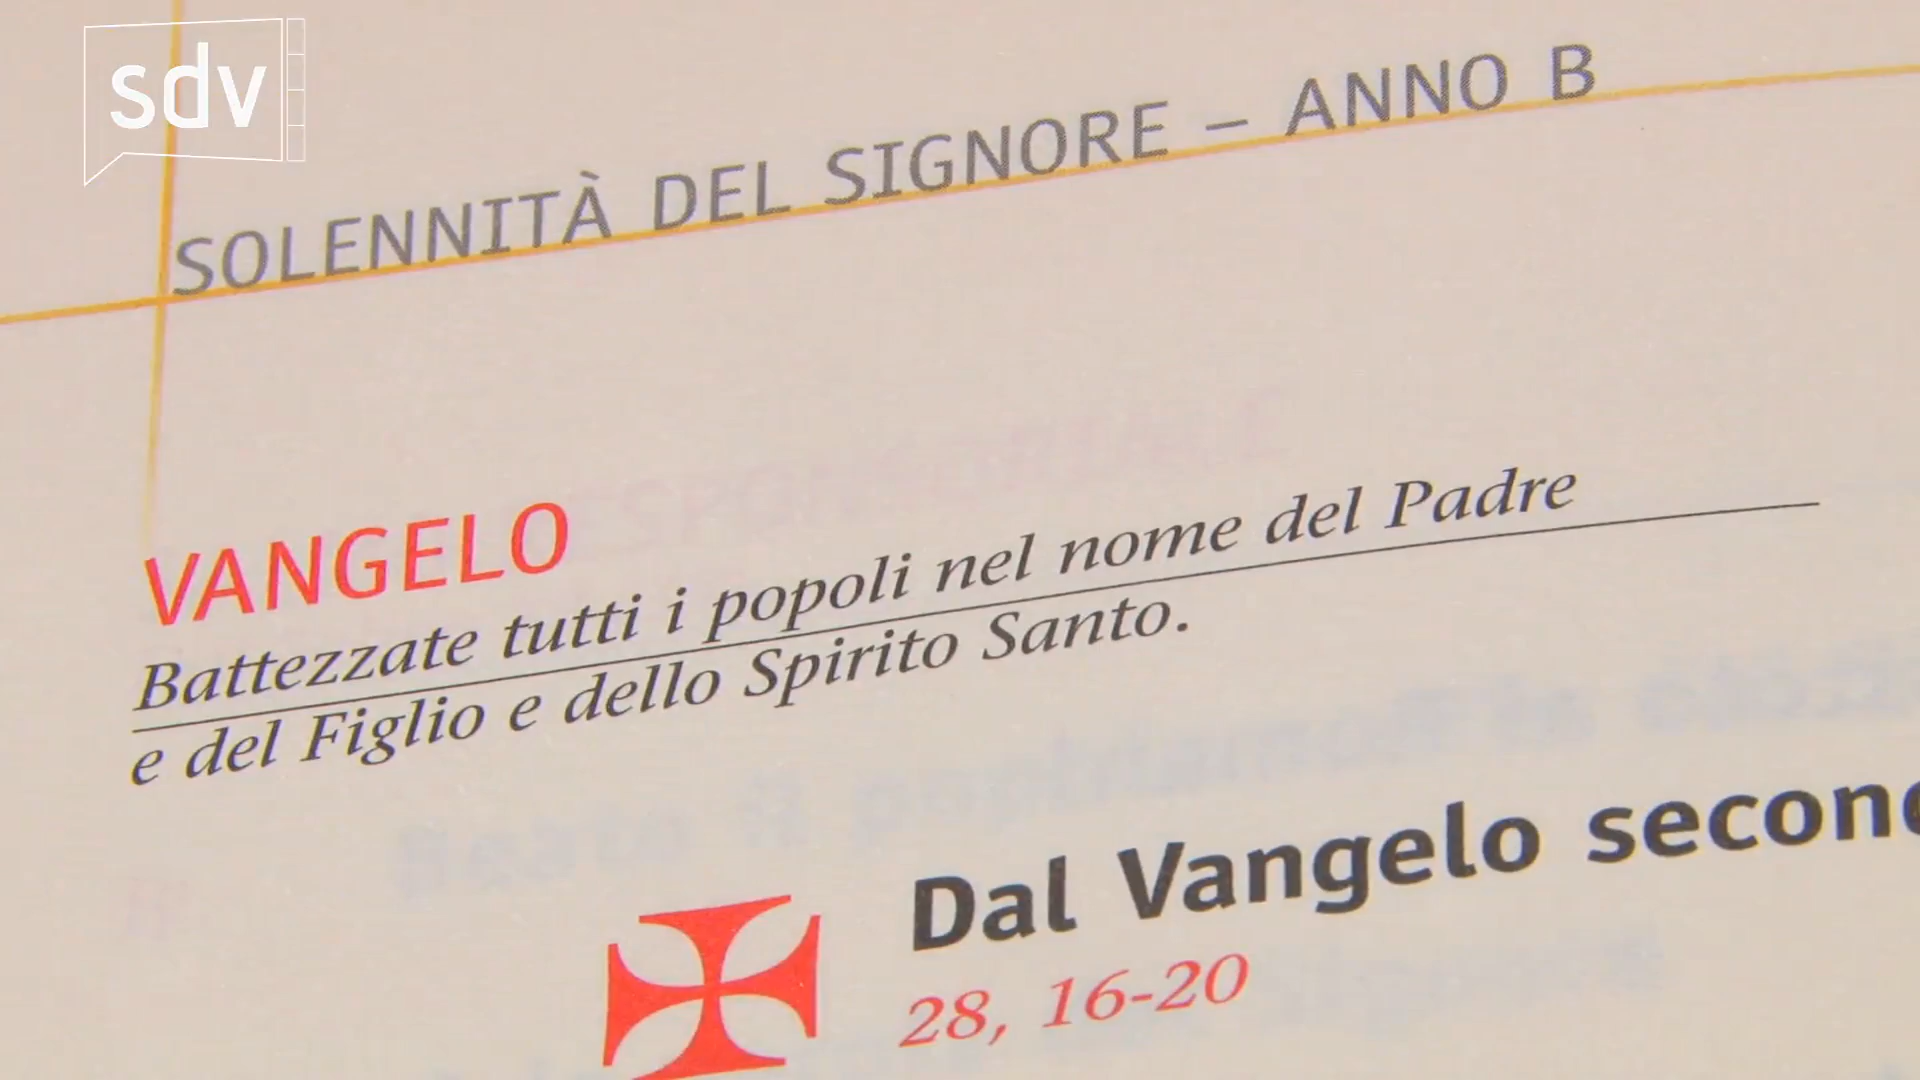 sdv
SOLENNITÀ DEL SIGNORE – ANNO B
VANGELO
Battezzate tutti i popoli nel nome del Padre
e del Figlio e dello Spirito Santo.
Dal Vangelo second
28, 16-20